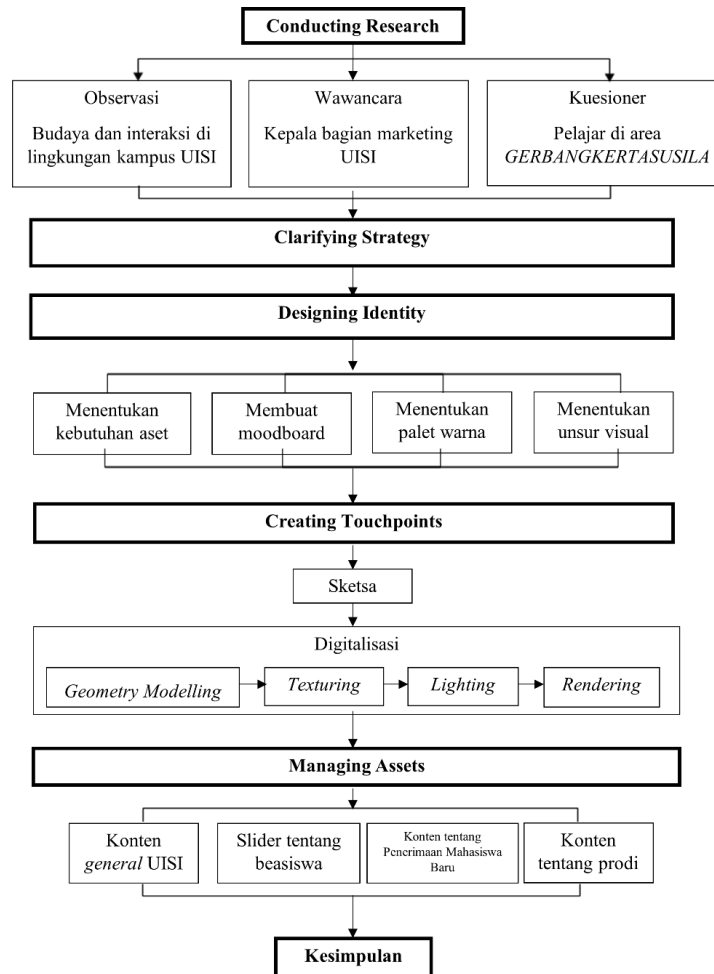 Conducting Research
Observasi
Budaya dan interaksi di
lingkungan kampus UISI
Wawancara
Kepala bagian marketing
UISI
Kuesioner
Pelajar di area
GERBANGKERTASUSILA
Clarifying Strategy
Designing Identity
Menentukan
kebutuhan aset
Membuat
moodboard
Menentukan
palet warna
Menentukan
unsur visual
Creating Touchpoints
Sketsa
Digitalisasi
Geometry Modelling
Texturing
Lighting
Rendering
Managing Assets
Konten
general UISI
Slider tentang
beasiswa
Konten tentang
Penerimaan Mahasiswa
Baru
Konten
tentang prodi
Kesimpulan